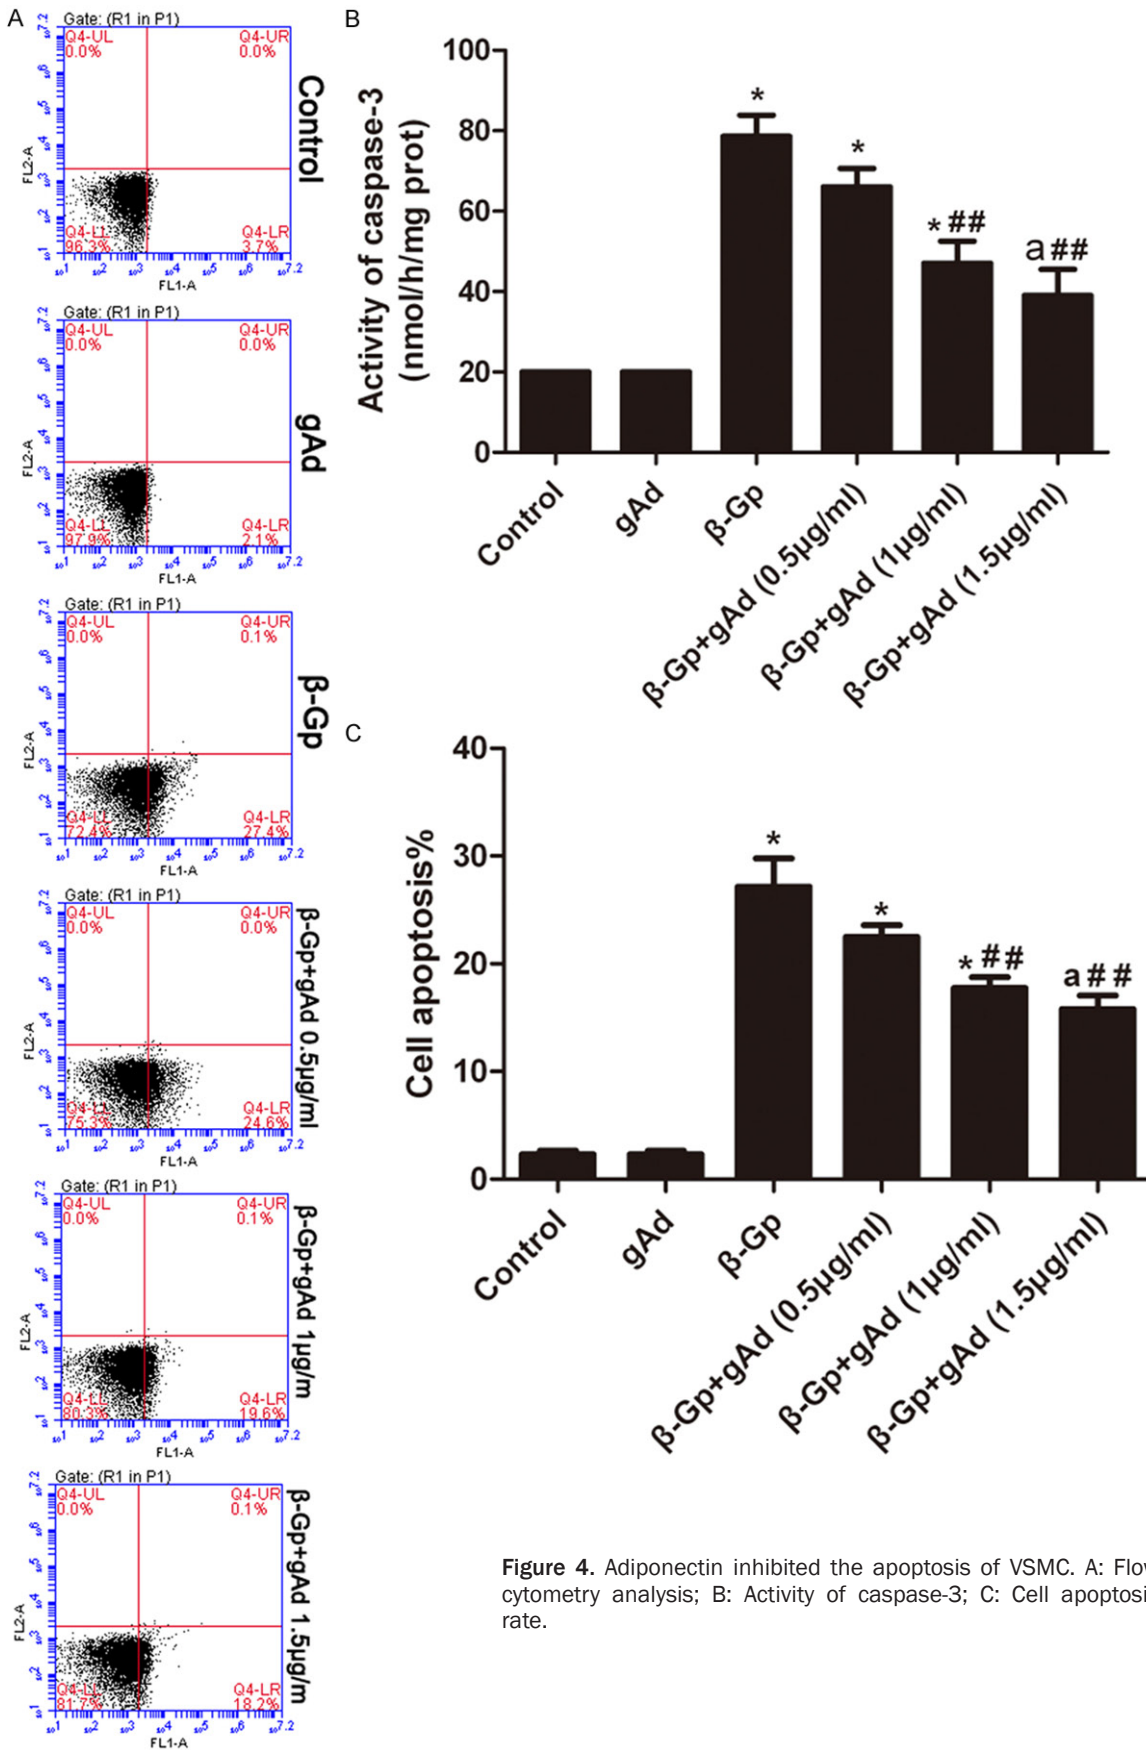 A
Gate: (R1 in P1)
Q4-UL
0.0%
Q4-UR
0.0%
Q4-LL
96.3%
Q4-LR
3.7%
FL2-A
FL1-A
Control
Gate: (R1 in P1)
Q4-UL
0.0%
Q4-UR
0.0%
Q4-LL
97.9%
Q4-LR
2.1%
FL2-A
FL1-A
gAd
Gate: (R1 in P1)
Q4-UL
0.0%
Q4-UR
0.1%
Q4-LL
72.4%
Q4-LR
27.4%
FL2-A
FL1-A
β-Gp
Gate: (R1 in P1)
Q4-UL
0.0%
Q4-UR
0.0%
Q4-LL
75.3%
Q4-LR
24.6%
FL2-A
FL1-A
β-Gp+gAd 0.5μg/ml
Gate: (R1 in P1)
Q4-UL
0.0%
Q4-UR
0.1%
Q4-LL
80.3%
Q4-LR
19.6%
FL2-A
FL1-A
β-Gp+gAd 1μg/m
Gate: (R1 in P1)
Q4-UL
0.0%
Q4-UR
0.1%
Q4-LL
81.7%
Q4-LR
18.2%
FL2-A
FL1-A
β-Gp+gAd 1.5μg/m
B
Activity of caspase-3
(nmol/h/mg prot)
100
80
60
40
20
0
*
*
*##
a##
Control
gAd
β-Gp
β-Gp+gAd (0.5μg/ml)
β-Gp+gAd (1μg/ml)
β-Gp+gAd (1.5μg/ml)
C
Cell apoptosis%
40
30
20
10
0
*
*
*##
a##
Control
gAd
β-Gp
β-Gp+gAd (0.5μg/ml)
β-Gp+gAd (1μg/ml)
β-Gp+gAd (1.5μg/ml)
Figure 4. Adiponectin inhibited the apoptosis of VSMC. A: Flow
cytometry analysis; B: Activity of caspase-3; C: Cell apoptosis
rate.